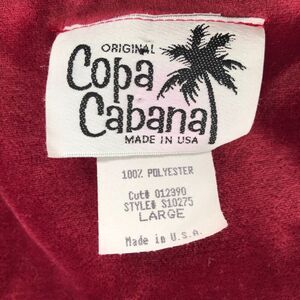 ORIGINAL
Copa
Cabana
MADE IN USA
100% POLYESTER
Cut# 012390
STYLE# S10275
LARGE
Made in U.S.A.